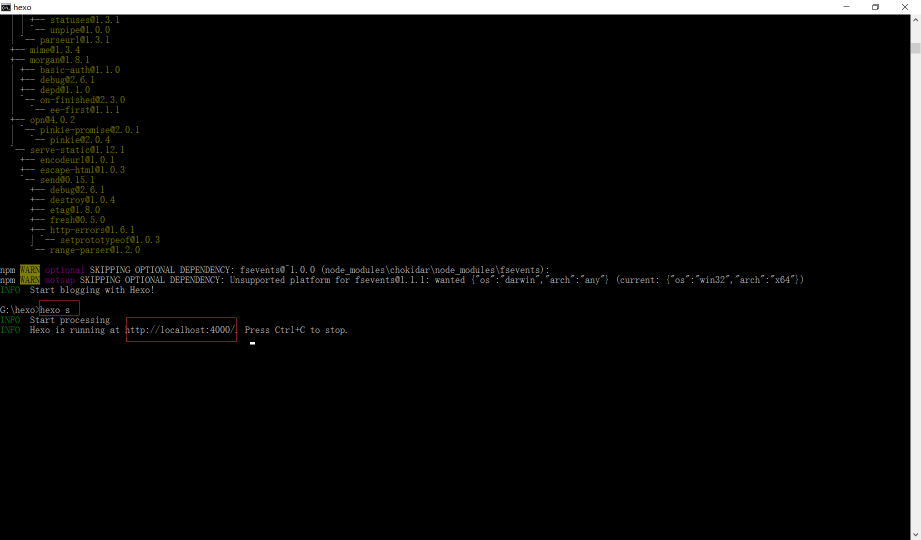 hexo
+-- statuses@1.3.1
`-- unpipe@1.0.0
`-- parseurl@1.3.1
+-- mime@1.3.4
+-- morgan@1.8.1
| +-- basic-auth@1.1.0
| +-- debug@2.6.1
| +-- depd@1.1.0
| `-- on-finished@2.3.0
|   `-- ee-first@1.1.1
+-- opn@4.0.2
| `-- pinkie-promise@2.0.1
|   `-- pinkie@2.0.4
`-- serve-static@1.12.1
+-- encodeurl@1.0.1
+-- escape-html@1.0.3
`-- send@0.15.1
+-- debug@2.6.1
+-- destroy@1.0.4
+-- etag@1.8.0
+-- fresh@0.5.0
+-- http-errors@1.6.1
| `-- setprototypeof@1.0.3
`-- range-parser@1.2.0
npm WARN optional SKIPPING OPTIONAL DEPENDENCY: fsevents@^1.0.0 (node_modules\chokidar\node_modules\fsevents):
npm WARN notsup SKIPPING OPTIONAL DEPENDENCY: Unsupported platform for fsevents@1.1.1: wanted {"os":"darwin","arch":"any"} (current: {"os":"win32","arch":"x64"})
INFO  Start blogging with Hexo!
G:\hexo>hexo s
INFO  Start processing
INFO  Hexo is running at http://localhost:4000/. Press Ctrl+C to stop.